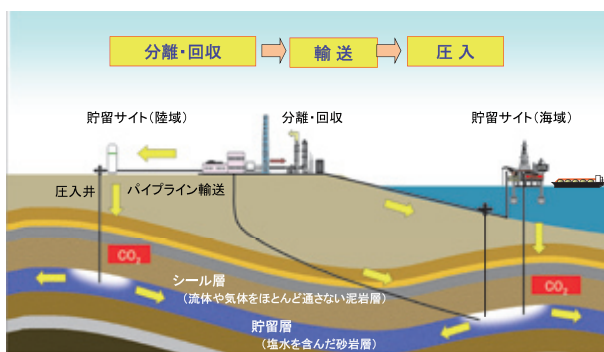 分離・回収
輸送
圧入
貯留サイト(陸域)
分離・回収
貯留サイト(海域)
圧入井
パイプライン輸送
CO2
CO2
シール層
(流体や気体をほとんど通さない泥岩層)
貯留層
(塩水を含んだ砂岩層)